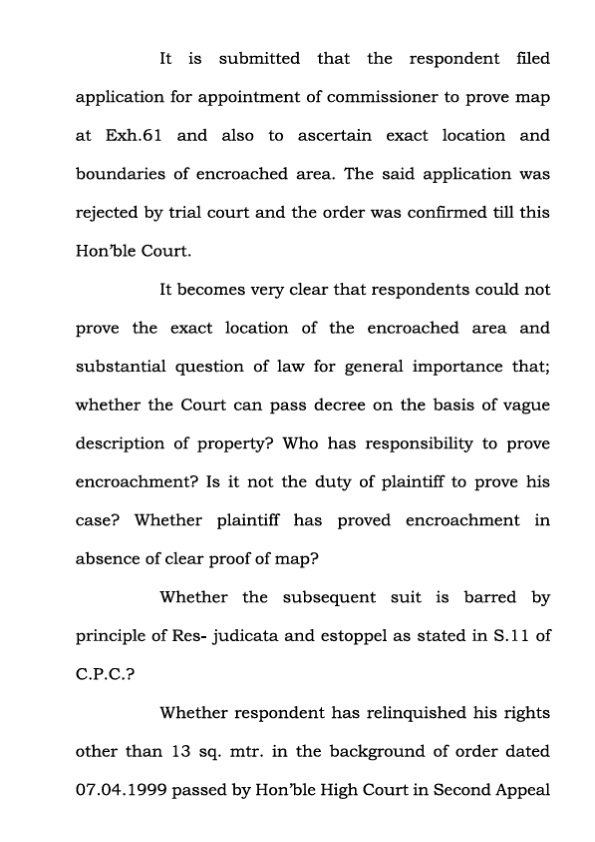 It is submitted that the respondent filed
application for appointment of commissioner to prove map
at Exh.61 and also to ascertain exact location and
boundaries of encroached area. The said application was
rejected by trial court and the order was confirmed till this
Hon’ble Court.
It becomes very clear that respondents could not
prove the exact location of the encroached area and
substantial question of law for general importance that;
whether the Court can pass decree on the basis of vague
description of property? Who has responsibility to prove
encroachment? Is it not the duty of plaintiff to prove his
case? Whether plaintiff has proved encroachment in
absence of clear proof of map?
Whether the subsequent suit is barred by
principle of Res- judicata and estoppel as stated in S.11 of
C.P.C.?
Whether respondent has relinquished his rights
other than 13 sq. mtr. in the background of order dated
07.04.1999 passed by Hon’ble High Court in Second Appeal